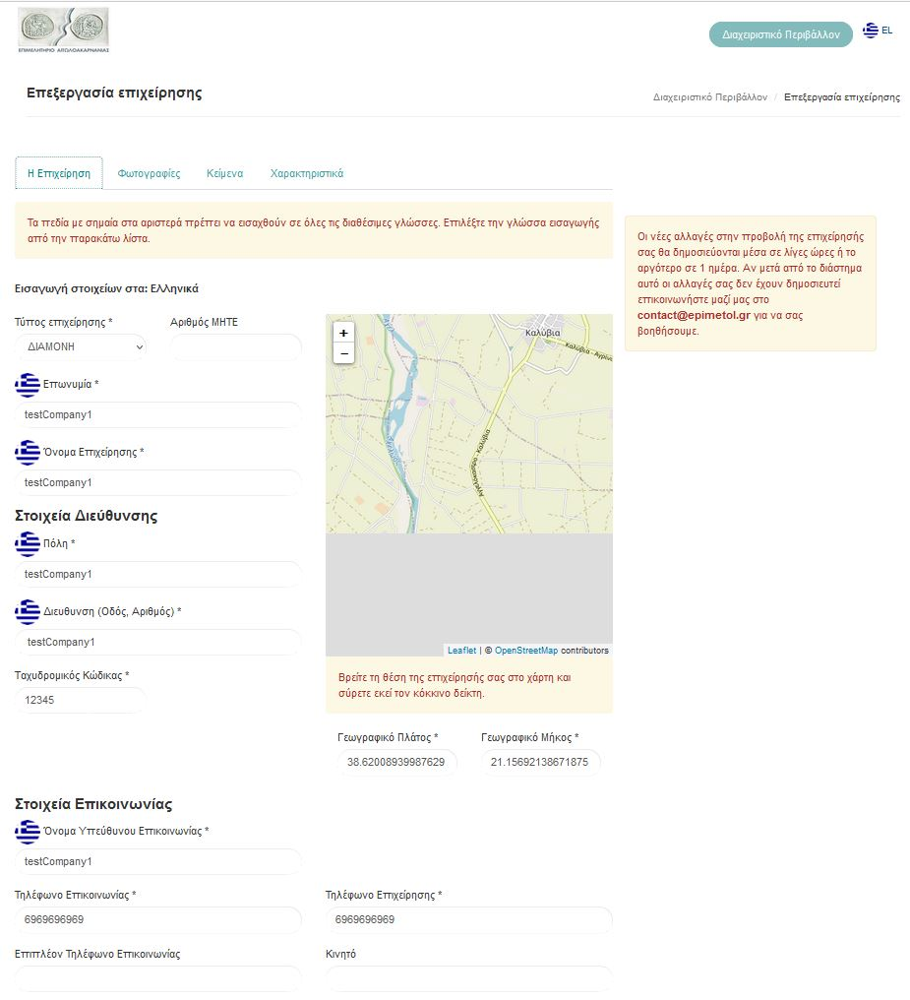 ΕΠΙΜΕΛΗΤΗΡΙΟ ΑΙΤΩΛΟΑΚΑΡΝΑΝΙΑΣ
Διαχειριστικό Περιβάλλον
EL
Επεξεργασία επιχείρησης
Διαχειριστικό Περιβάλλον / Επεξεργασία επιχείρησης
Η Επιχείρηση Φωτογραφίες Κείμενα Χαρακτηριστικά
Τα πεδία με σημαία στα αριστερά πρέπει να εισαχθούν σε όλες τις διαθέσιμες γλώσσες. Επιλέξτε την γλώσσα εισαγωγής
από την παρακάτω λίστα.
Οι νέες αλλαγές στην προβολή της επιχείρησής
σας θα δημοσιεύονται μέσα σε λίγες ώρες ή το
αργότερο σε 1 ημέρα. Αν μετά από το διάστημα
αυτό οι αλλαγές σας δεν έχουν δημοσιευτεί
επικοινωνήστε μαζί μας στο
contact@epimetol.gr για να σας
βοηθήσουμε.
Εισαγωγή στοιχείων στα: Ελληνικά
Τύπος επιχείρησης * Αριθμός ΜΗΤΕ
ΔΙΑΜΟΝΗ
+
−
Καλύβια
Καλύβια - Αγρίνι
Αγγελόκαστρο - Καλύβια
Αχελώος
Επωνυμία *
testCompany1
Όνομα Επιχείρησης *
testCompany1
Στοιχεία Διεύθυνσης
Πόλη *
testCompany1
Διευθυνση (Οδός, Αριθμός) *
testCompany1
Leaflet | © OpenStreetMap contributors
Ταχυδρομικός Κώδικας *
12345
Βρείτε τη θέση της επιχείρησής σας στο χάρτη και
σύρετε εκεί τον κόκκινο δείκτη.
Γεωγραφικό Πλάτος * Γεωγραφικό Μήκος *
38.62008939987629 21.15692138671875
Στοιχεία Επικοινωνίας
Όνομα Υπεύθυνου Επικοινωνίας *
testCompany1
Τηλέφωνο Επικοινωνίας * Τηλέφωνο Επιχείρησης *
6969696969 6969696969
Επιπλέον Τηλέφωνο Επικοινωνίας Κινητό